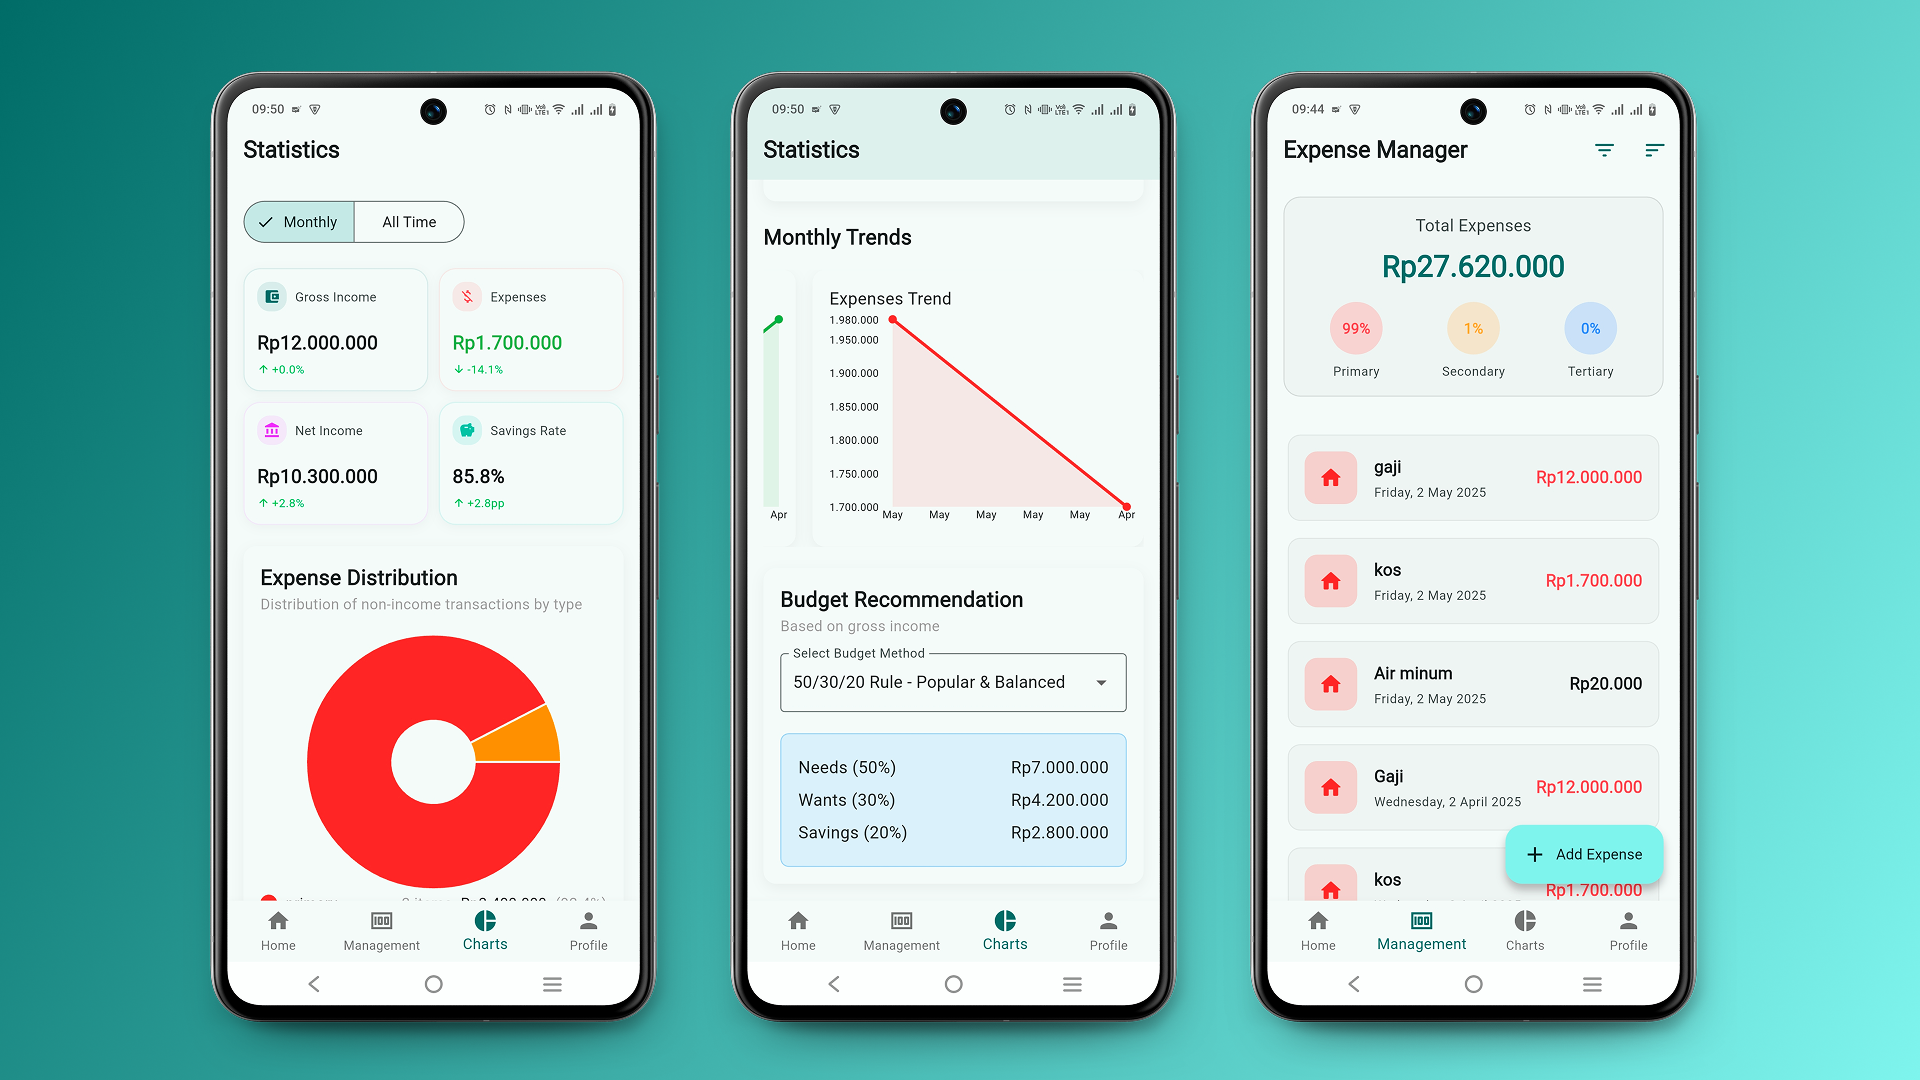 09:50
Statistics
Monthly
All Time
Gross Income
Rp12.000.000
+0.0%
Expenses
Rp1.700.000
-14.1%
Net Income
Rp10.300.000
+2.8%
Savings Rate
85.8%
+2.8pp
Expense Distribution
Distribution of non-income transactions by type
Home
Management
Charts
Profile
09:50
Statistics
Monthly Trends
Apr
Expenses Trend
1.980.000
1.950.000
1.900.000
1.850.000
1.800.000
1.750.000
1.700.000
May May May May May Apr
Budget Recommendation
Based on gross income
Select Budget Method
50/30/20 Rule - Popular & Balanced
Needs (50%) Rp7.000.000
Wants (30%) Rp4.200.000
Savings (20%) Rp2.800.000
Home
Management
Charts
Profile
09:44
Expense Manager
Total Expenses
Rp27.620.000
99% 1% 0%
Primary Secondary Tertiary
gaji
Friday, 2 May 2025
Rp12.000.000
kos
Friday, 2 May 2025
Rp1.700.000
Air minum
Friday, 2 May 2025
Rp20.000
Gaji
Wednesday, 2 April 2025
Rp12.000.000
kos
Rp1.700.000
Add Expense
Home
Management
Charts
Profile